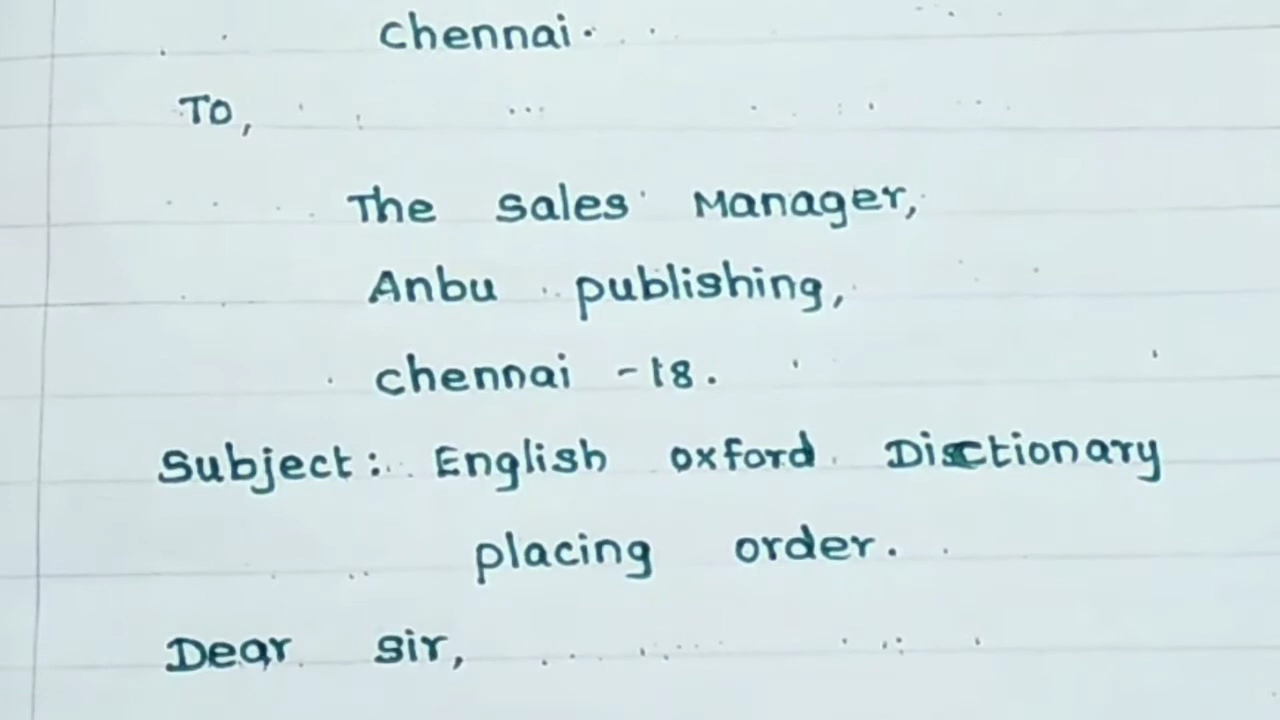 chennai.
To,
The sales Manager,
Anbu publishing,
chennai -18.
Subject: English oxford Dictionary
placing order.
Dear sir,